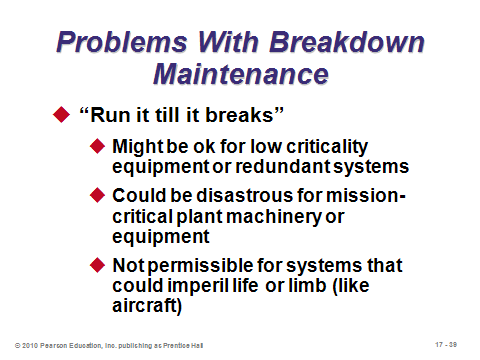 Problems With Breakdown
Maintenance
“Run it till it breaks”
Might be ok for low criticality
equipment or redundant systems
Could be disastrous for mission-
critical plant machinery or
equipment
Not permissible for systems that
could imperil life or limb (like
aircraft)
© 2010 Pearson Education, Inc. publishing as Prentice Hall
17 - 39